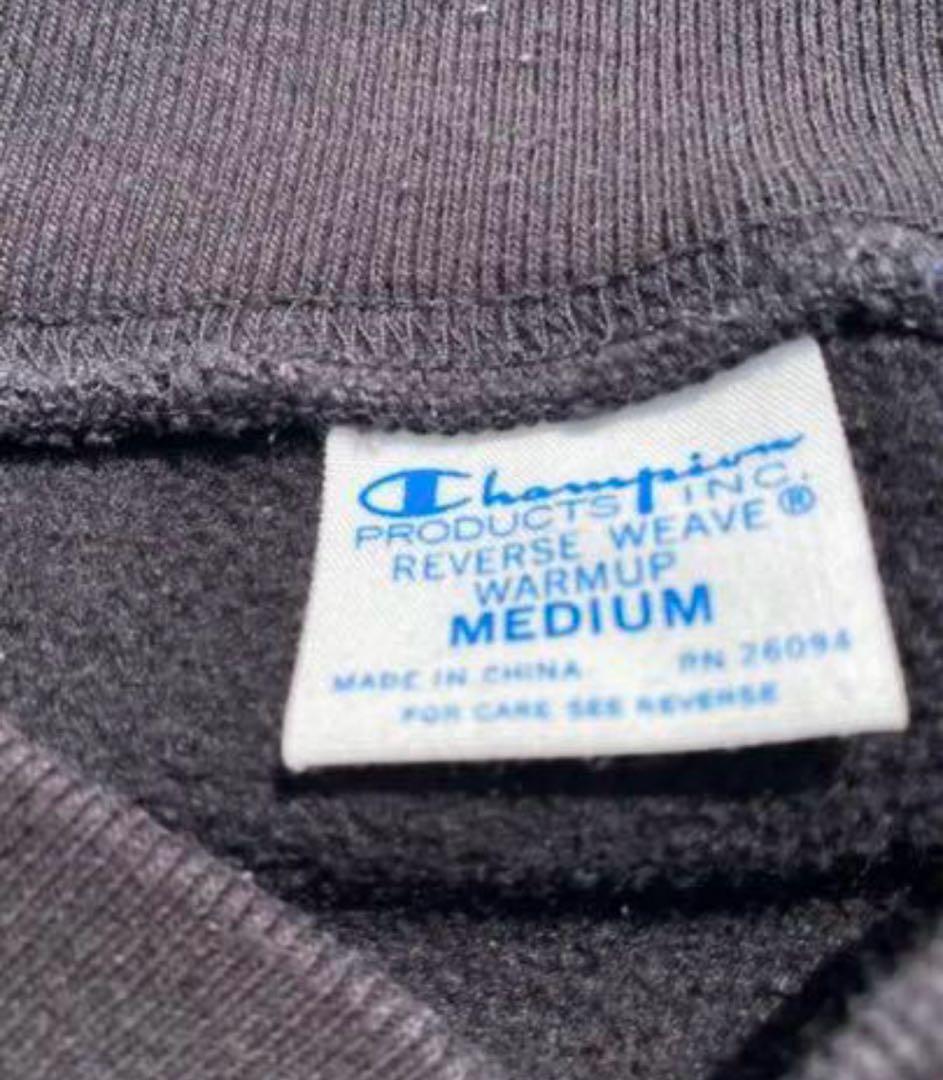 Champion
PRODUCTS INC.
REVERSE WEAVE®
WARMUP
MEDIUM
MADE IN CHINA RN 26094
FOR CARE SEE REVERSE